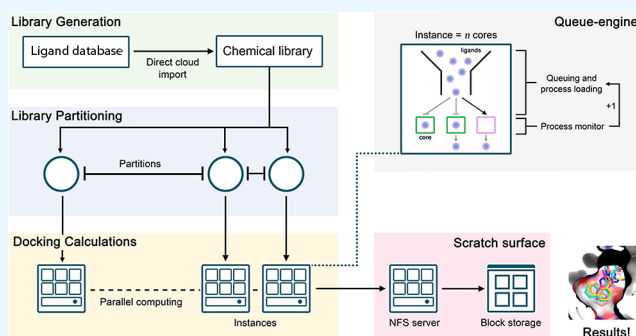 Library Generation
Ligand database
Direct cloud
import
Chemical library
Library Partitioning
Partitions
Docking Calculations
Parallel computing
Instances
Queue-engine
Instance = n cores
ligands
core
Queuing and
process loading
+1
Process monitor
Scratch surface
NFS server
Block storage
Results!